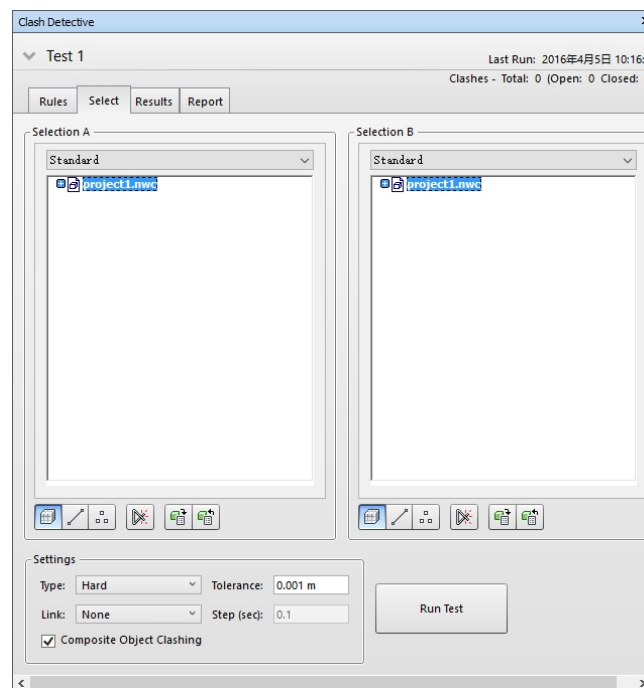 Clash Detective
Test 1
Last Run: 2016年4月5日 10:16:
Clashes - Total: 0 (Open: 0 Closed:
Rules Select Results Report
Selection A
Selection B
Standard
Standard
project1.nwc
project1.nwc
Settings
Type: Hard Tolerance: 0.001 m
Link: None Step (sec): 0.1
Run Test
Composite Object Clashing